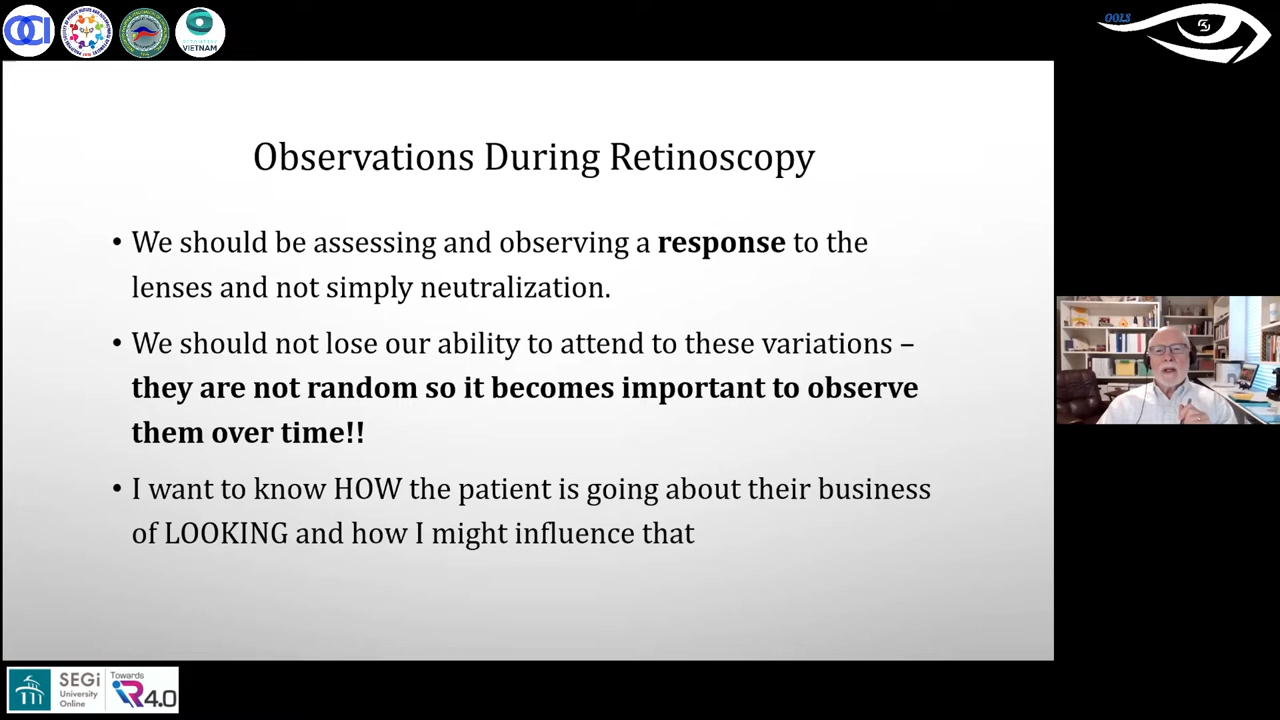 OCI
VIETNAM
OOLS
Observations During Retinoscopy
• We should be assessing and observing a response to the
lenses and not simply neutralization.
• We should not lose our ability to attend to these variations –
they are not random so it becomes important to observe
them over time!!
• I want to know HOW the patient is going about their business
of LOOKING and how I might influence that
SEGi
University
Online
Towards
iR4.0